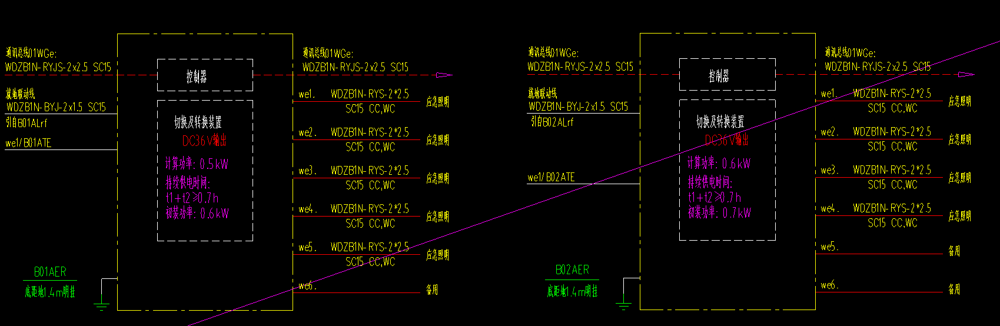 通讯总线01WGe:
WDZB1N-RYJS-2x2.5 SC15
就地联动线
WDZB1N-BYJ-2x1.5 SC15
引自B01ALrf
we1/B01ATE
控制器
切换及转换装置
DC36V输出
计算功率: 0.5kW
持续供电时间:
t1+t2≥0.7h
初装功率: 0.6kW
B01AER
底距地1.4m明挂
通讯总线01WGe:
WDZB1N-RYJS-2x2.5 SC15
we1. WDZB1N-RYS-2*2.5
SC15 CC,WC
应急照明
we2. WDZB1N-RYS-2*2.5
SC15 CC,WC
应急照明
we3. WDZB1N-RYS-2*2.5
SC15 CC,WC
应急照明
we4. WDZB1N-RYS-2*2.5
SC15 CC,WC
应急照明
we5. WDZB1N-RYS-2*2.5
SC15 CC,WC
应急照明
we6.
备用
通讯总线01WGe:
WDZB1N-RYJS-2x2.5 SC15
就地联动线
WDZB1N-BYJ-2x1.5 SC15
引自B02ALrf
we1/B02ATE
控制器
切换及转换装置
DC36V输出
计算功率: 0.6kW
持续供电时间:
t1+t2≥0.7h
初装功率: 0.7kW
B02AER
底距地1.4m明挂
通讯总线01WGe:
WDZB1N-RYJS-2x2.5 SC15
we1. WDZB1N-RYS-2*2.5
SC15 CC,WC
应急照明
we2. WDZB1N-RYS-2*2.5
SC15 CC,WC
应急照明
we3. WDZB1N-RYS-2*2.5
SC15 CC,WC
应急照明
we4. WDZB1N-RYS-2*2.5
SC15 CC,WC
应急照明
we5.
备用
we6.
备用